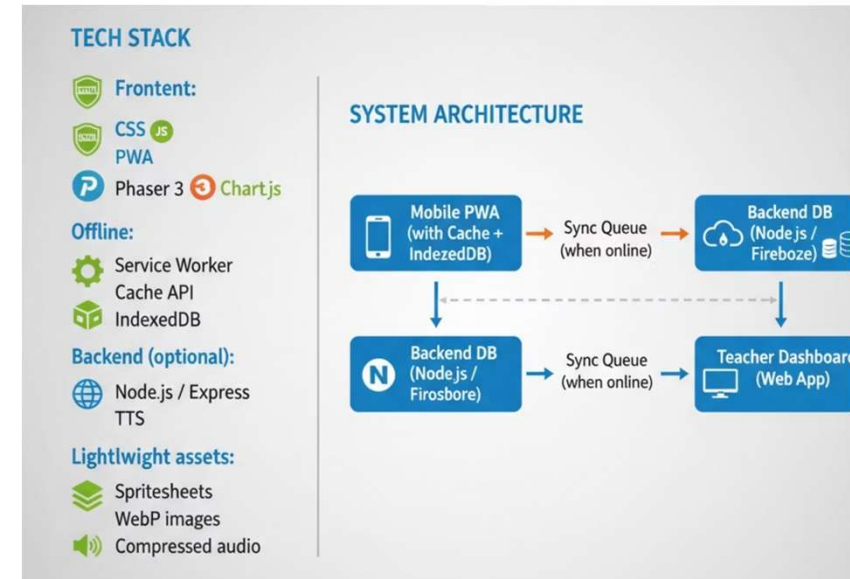 TECH STACK
Frontent:
CSS JS
PWA
Phaser 3 Chart.js
Offline:
Service Worker
Cache API
IndexedDB
Backend (optional):
Node.js / Express
TTS
Lightlwight assets:
Spritesheets
WebP images
Compressed audio
SYSTEM ARCHITECTURE
Mobile PWA
(with Cache +
IndezedDB)
Sync Queue
(when online)
Backend DB
(Node js /
Fireboze)
N
Backend DB
(Node js /
Firosbore)
Sync Queue
(when online)
Teacher Dashboard
(Web App)